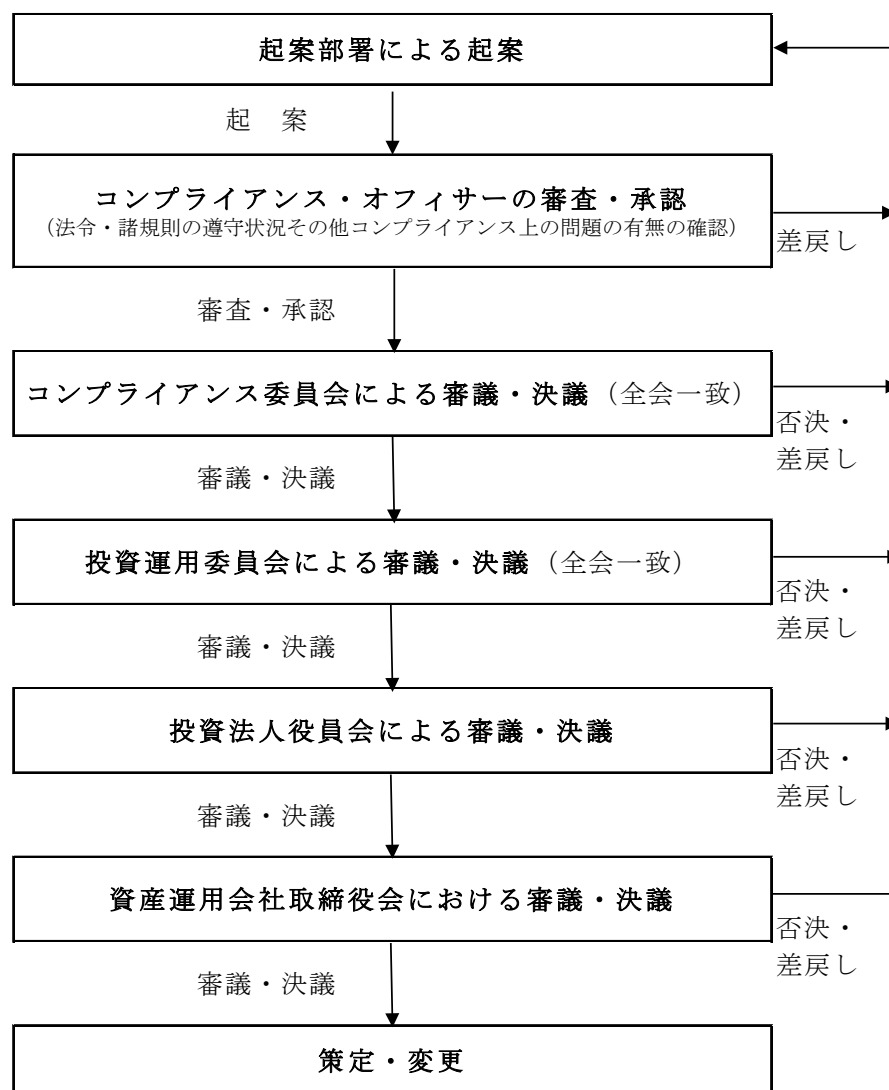 起案部署による起案
起　案
コンプライアンス・オフィサーの審査・承認
（法令・諸規則の遵守状況その他コンプライアンス上の問題の有無の確認）
差戻し
審査・承認
コンプライアンス委員会による審議・決議（全会一致）
否決・
差戻し
審議・決議
投資運用委員会による審議・決議（全会一致）
否決・
差戻し
審議・決議
投資法人役員会による審議・決議
否決・
差戻し
審議・決議
資産運用会社取締役会における審議・決議
否決・
差戻し
審議・決議
策定・変更